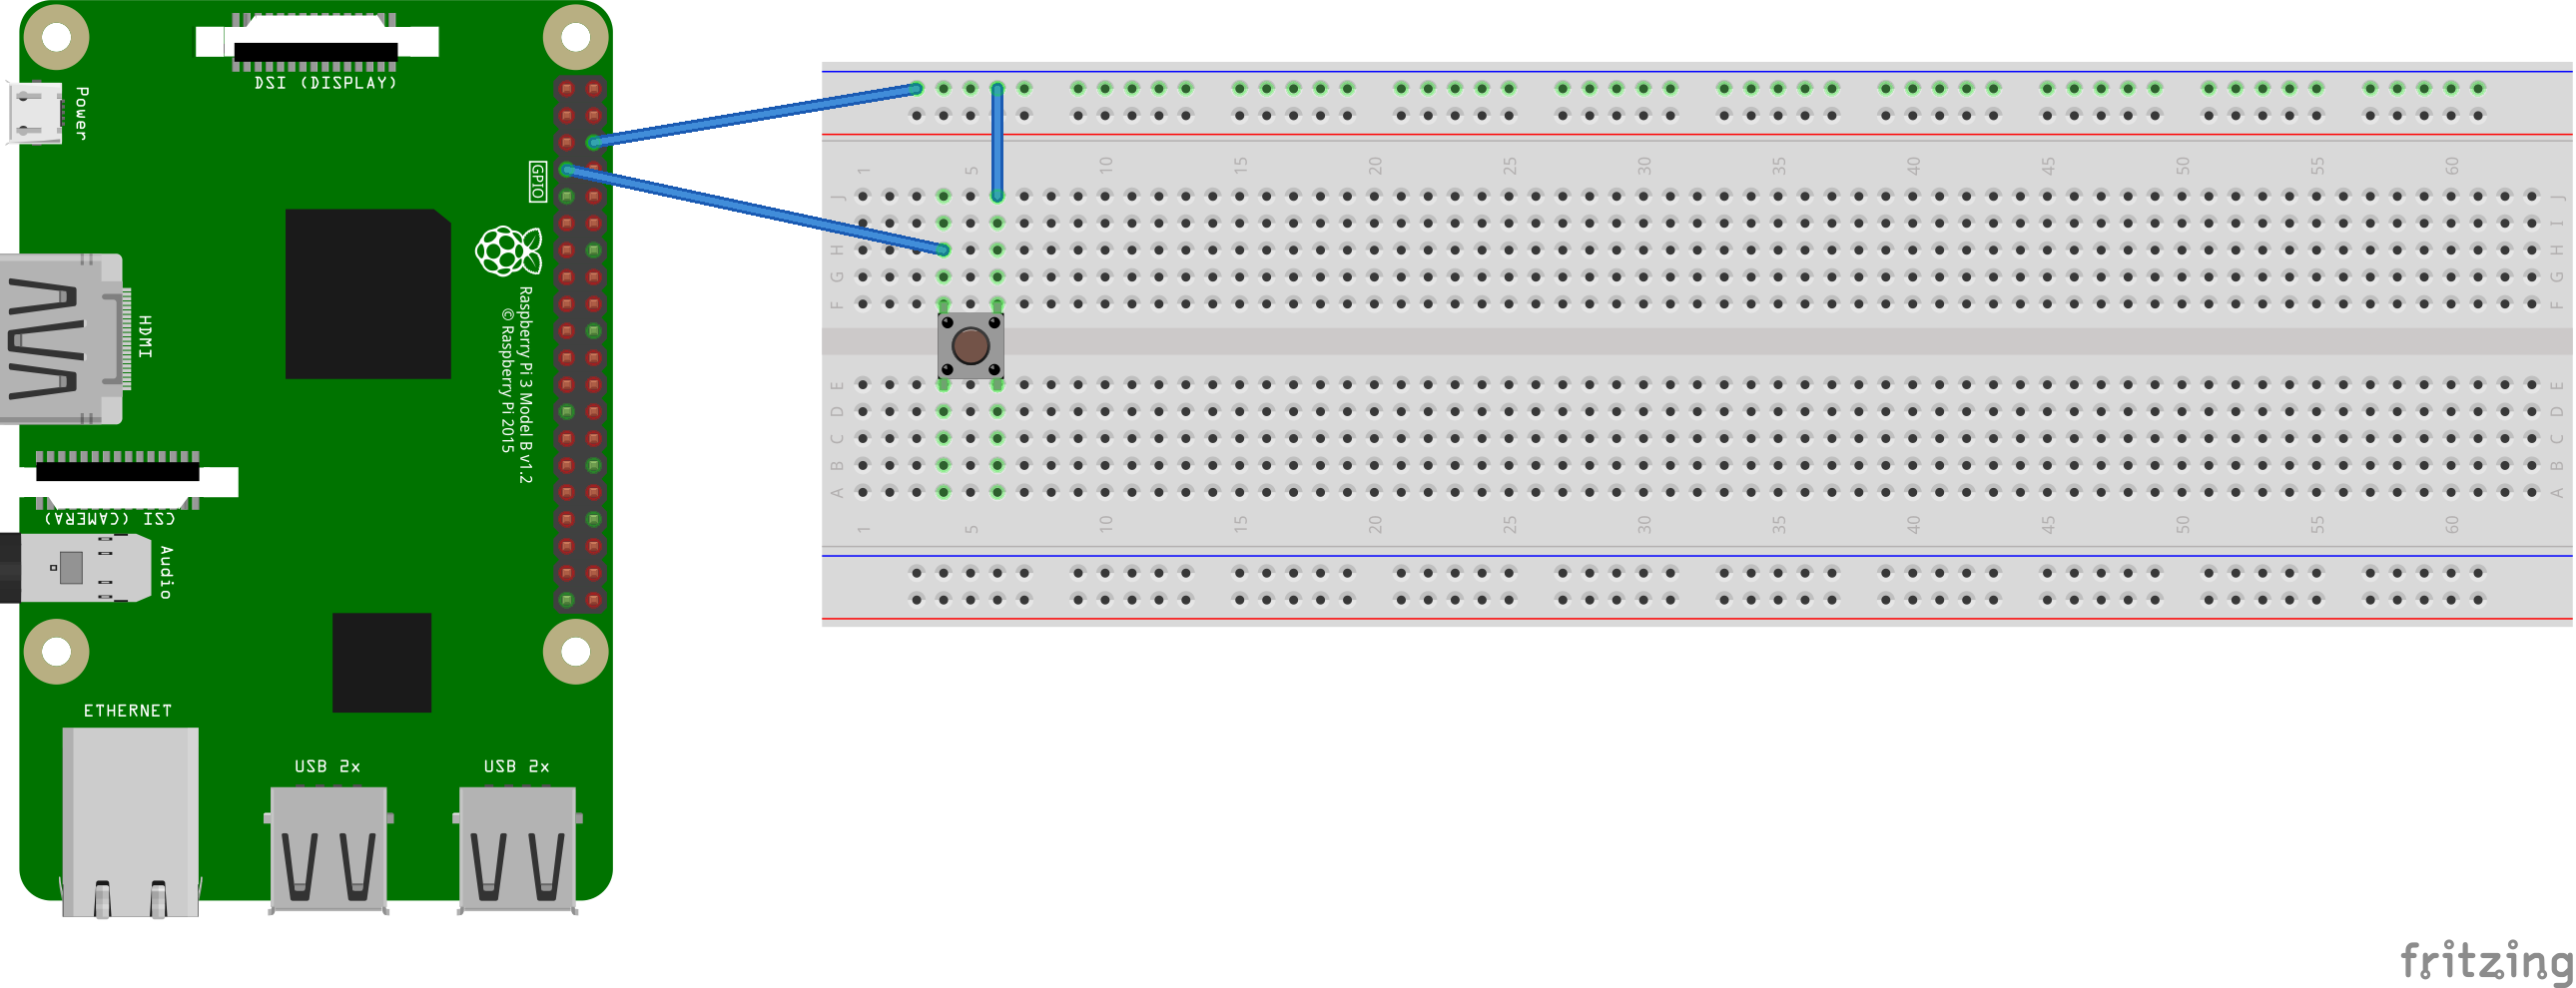 DSI (DISPLAY)
Power
GPIO
HDMI
Raspberry Pi 3 Model B v1.2
© Raspberry Pi 2015
CSI (CAMERA)
Audio
ETHERNET
USB 2x
USB 2x
1 5 10 15 20 25 30 35 40 45 50 55 60
J J
I I
H H
G G
F F
E E
D D
C C
B B
A A
1 5 10 15 20 25 30 35 40 45 50 55 60
fritzing